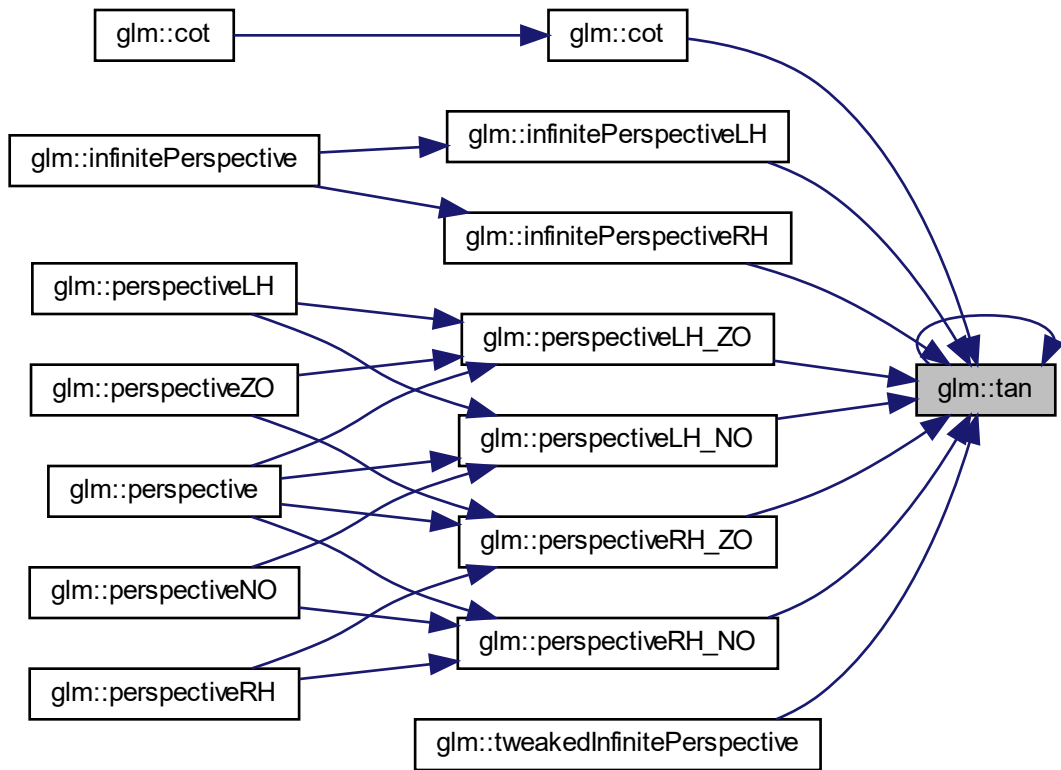 glm::cot
glm::cot
glm::infinitePerspectiveLH
glm::infinitePerspective
glm::infinitePerspectiveRH
glm::perspectiveLH
glm::perspectiveLH_ZO
glm::perspectiveZO
glm::tan
glm::perspectiveLH_NO
glm::perspective
glm::perspectiveRH_ZO
glm::perspectiveNO
glm::perspectiveRH_NO
glm::perspectiveRH
glm::tweakedInfinitePerspective